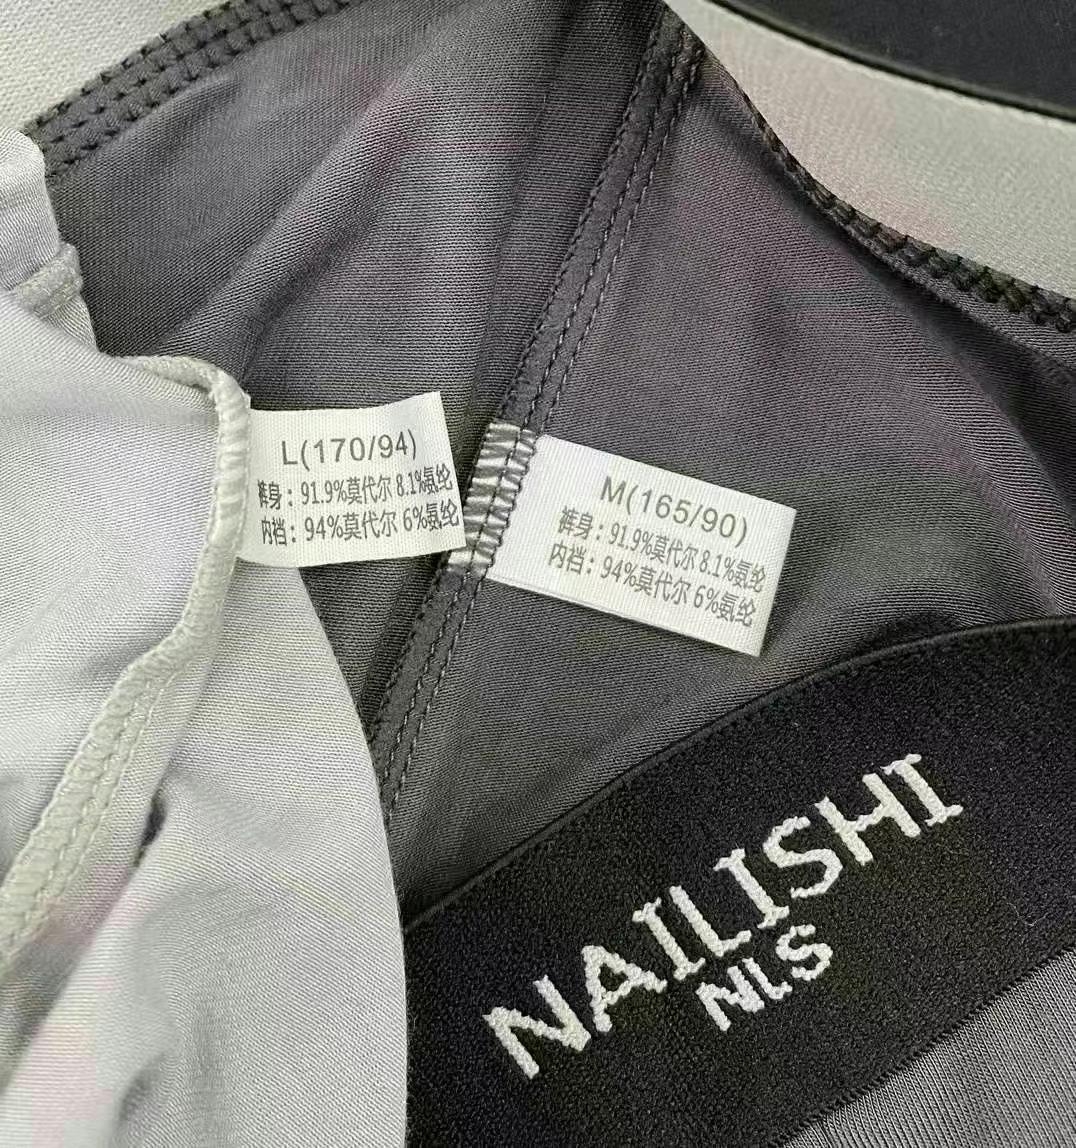 L(170/94)
裤身：91.9%莫代尔 8.1%氨纶
内裆：94%莫代尔 6%氨纶
M(165/90)
裤身：91.9%莫代尔 8.1%氨纶
内裆：94%莫代尔 6%氨纶
NAILISHI
NLS